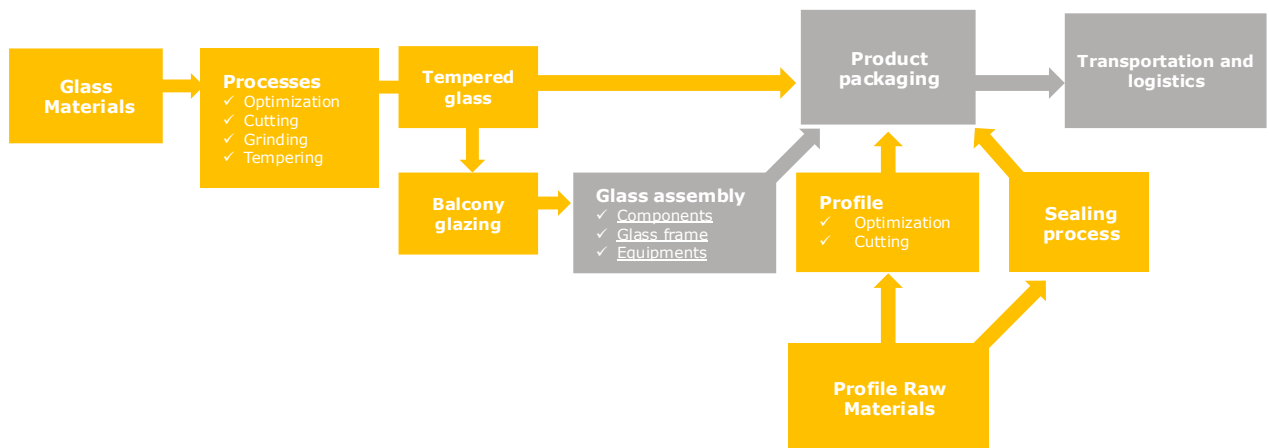 Glass
Materials
Processes
✓ Optimization
✓ Cutting
✓ Grinding
✓ Tempering
Tempered
glass
Balcony
glazing
Glass assembly
✓ Components
✓ Glass frame
✓ Equipments
Product
packaging
Transportation and
logistics
Profile
✓ Optimization
✓ Cutting
Sealing
process
Profile Raw
Materials